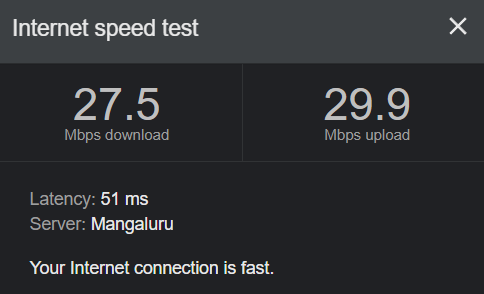 Internet speed test
27.5
Mbps download
29.9
Mbps upload
Latency: 51 ms
Server: Mangaluru
Your Internet connection is fast.